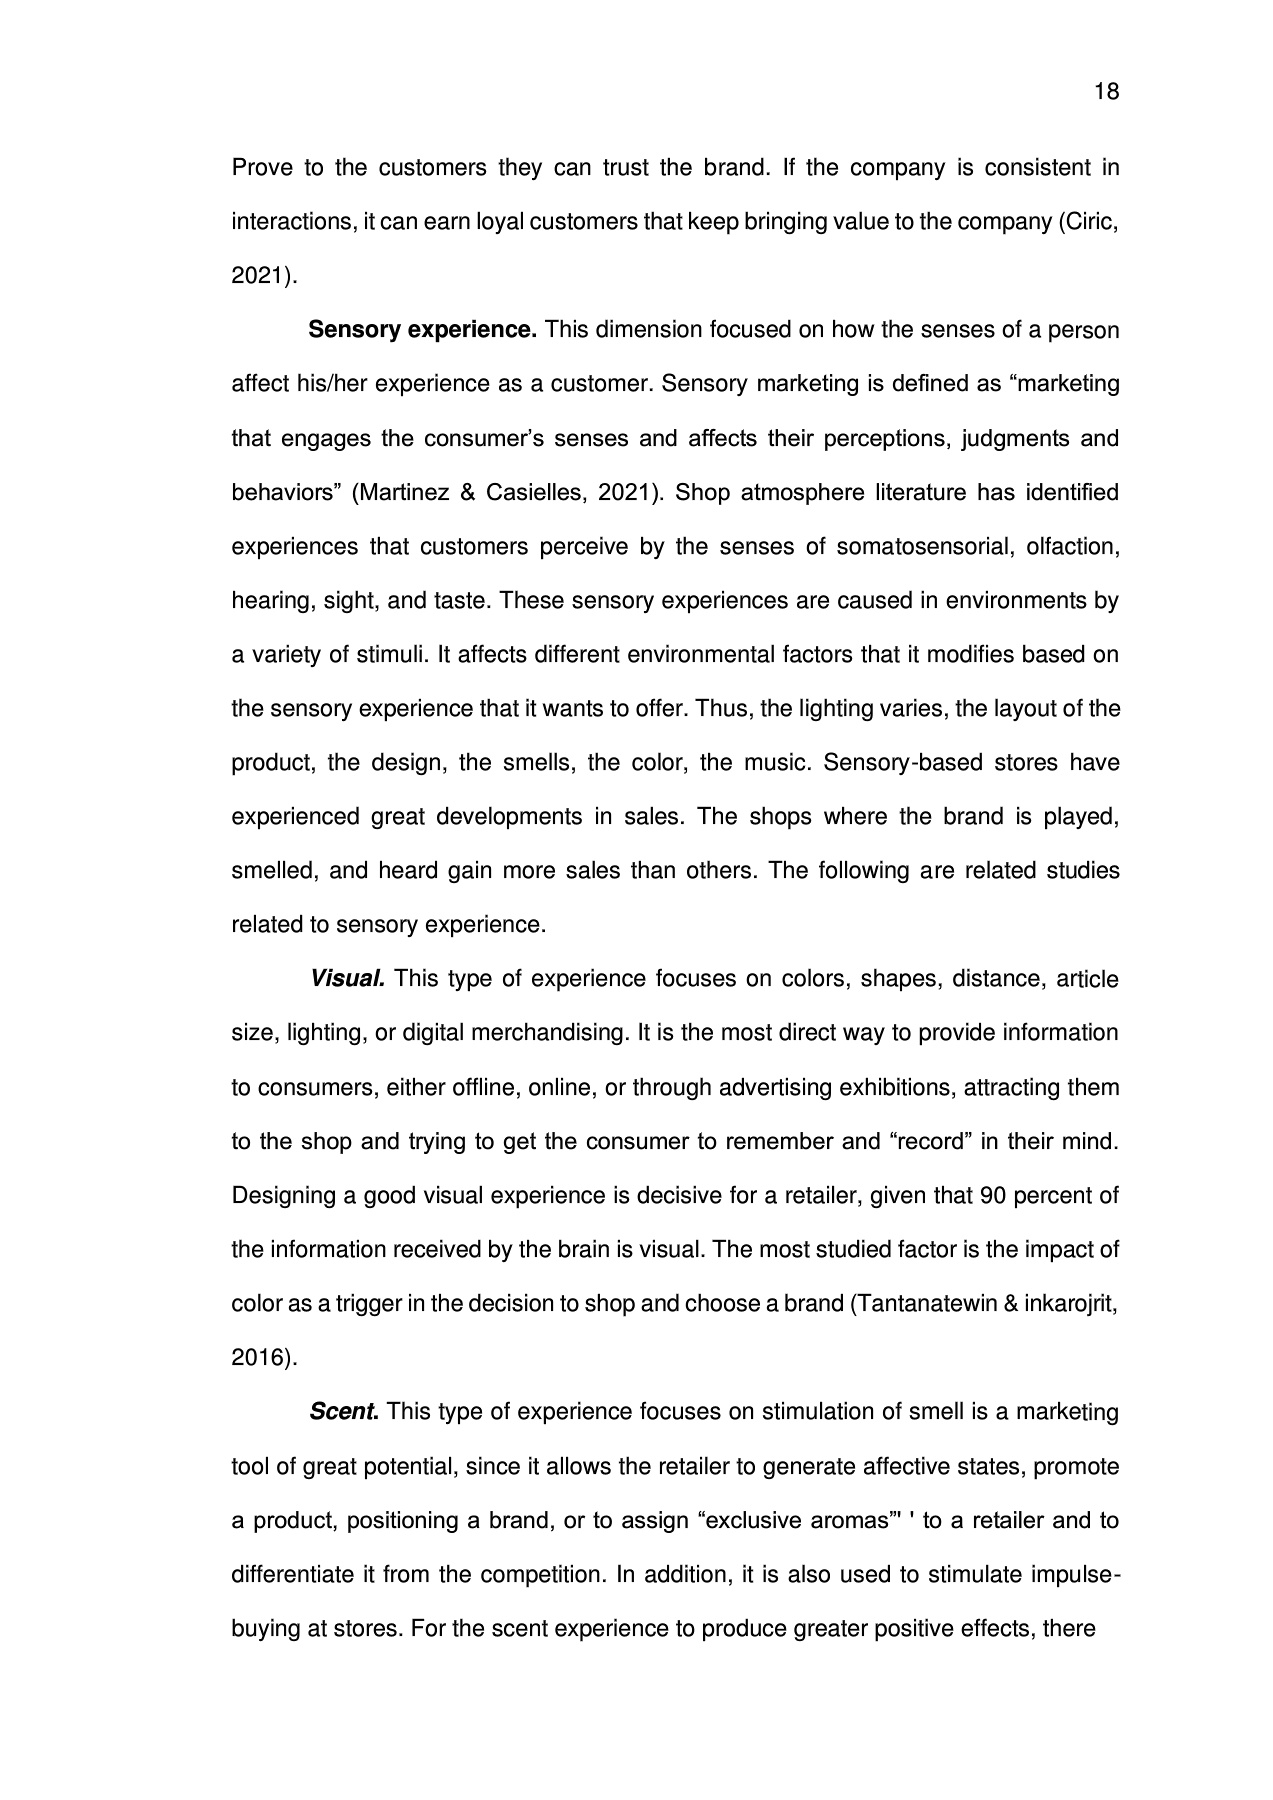 18
Prove to the customers they can trust the brand. If the company is consistent in
interactions, it can earn loyal customers that keep bringing value to the company (Ciric,
2021).
Sensory experience. This dimension focused on how the senses of a person
affect his/her experience as a customer. Sensory marketing is defined as “marketing
that engages the consumer’s senses and affects their perceptions, judgments and
behaviors” (Martinez & Casielles, 2021). Shop atmosphere literature has identified
experiences that customers perceive by the senses of somatosensorial, olfaction,
hearing, sight, and taste. These sensory experiences are caused in environments by
a variety of stimuli. It affects different environmental factors that it modifies based on
the sensory experience that it wants to offer. Thus, the lighting varies, the layout of the
product, the design, the smells, the color, the music. Sensory-based stores have
experienced great developments in sales. The shops where the brand is played,
smelled, and heard gain more sales than others. The following are related studies
related to sensory experience.
Visual. This type of experience focuses on colors, shapes, distance, article
size, lighting, or digital merchandising. It is the most direct way to provide information
to consumers, either offline, online, or through advertising exhibitions, attracting them
to the shop and trying to get the consumer to remember and “record” in their mind.
Designing a good visual experience is decisive for a retailer, given that 90 percent of
the information received by the brain is visual. The most studied factor is the impact of
color as a trigger in the decision to shop and choose a brand (Tantanatewin & inkarojrit,
2016).
Scent. This type of experience focuses on stimulation of smell is a marketing
tool of great potential, since it allows the retailer to generate affective states, promote
a product, positioning a brand, or to assign “exclusive aromas”' ' to a retailer and to
differentiate it from the competition. In addition, it is also used to stimulate impulse-
buying at stores. For the scent experience to produce greater positive effects, there